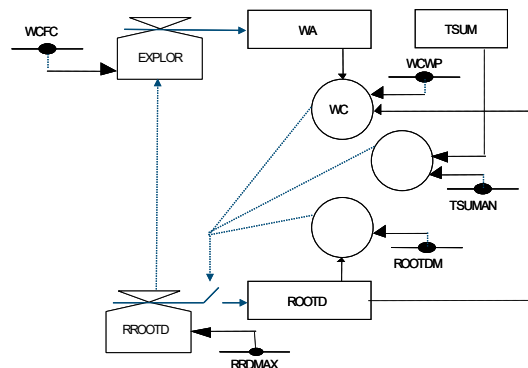 WCFC
EXPLOR
WA
TSUM
WCWP
WC
TSUMAN
ROOTDM
RROOTD
ROOTD
RRDMAX